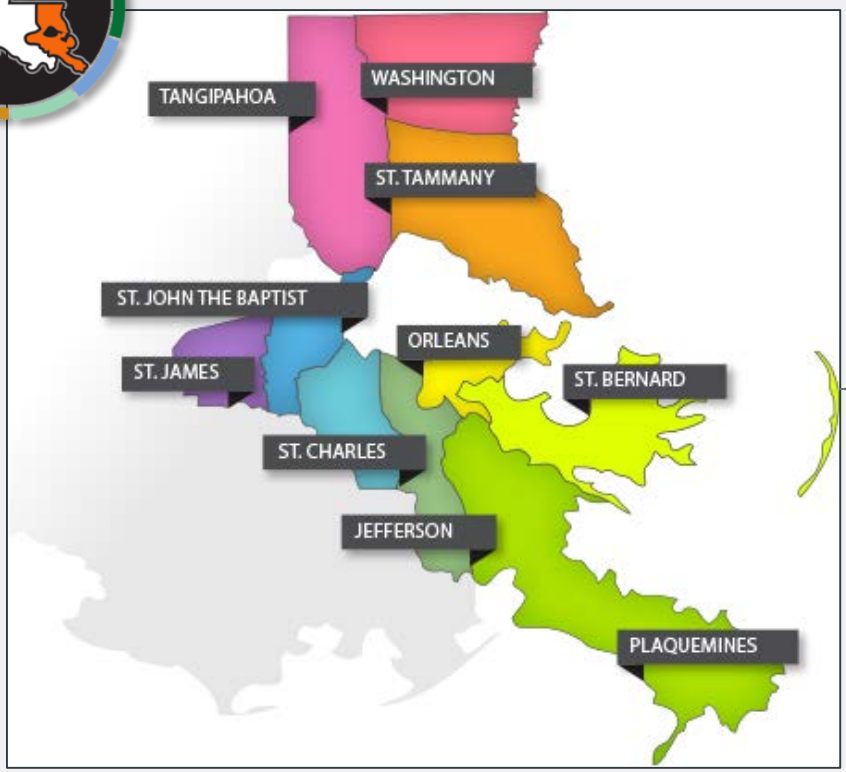 WASHINGTON
TANGIPAHOA
ST. TAMMANY
ST. JOHN THE BAPTIST
ORLEANS
ST. JAMES
ST. BERNARD
ST. CHARLES
JEFFERSON
PLAQUEMINES